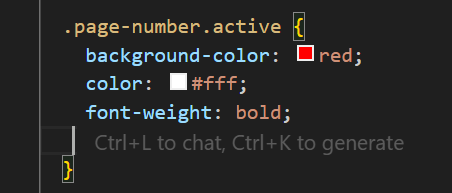 .page-number.active {
background-color: red;
color: #fff;
font-weight: bold;
Ctrl+L to chat, Ctrl+K to generate
}